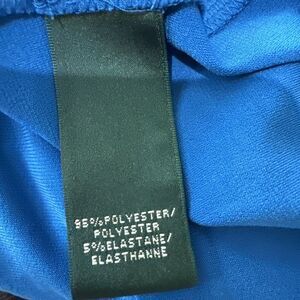 95%POLYESTER/
POLYESTER
5%ELASTANE/
ELASTHANNE